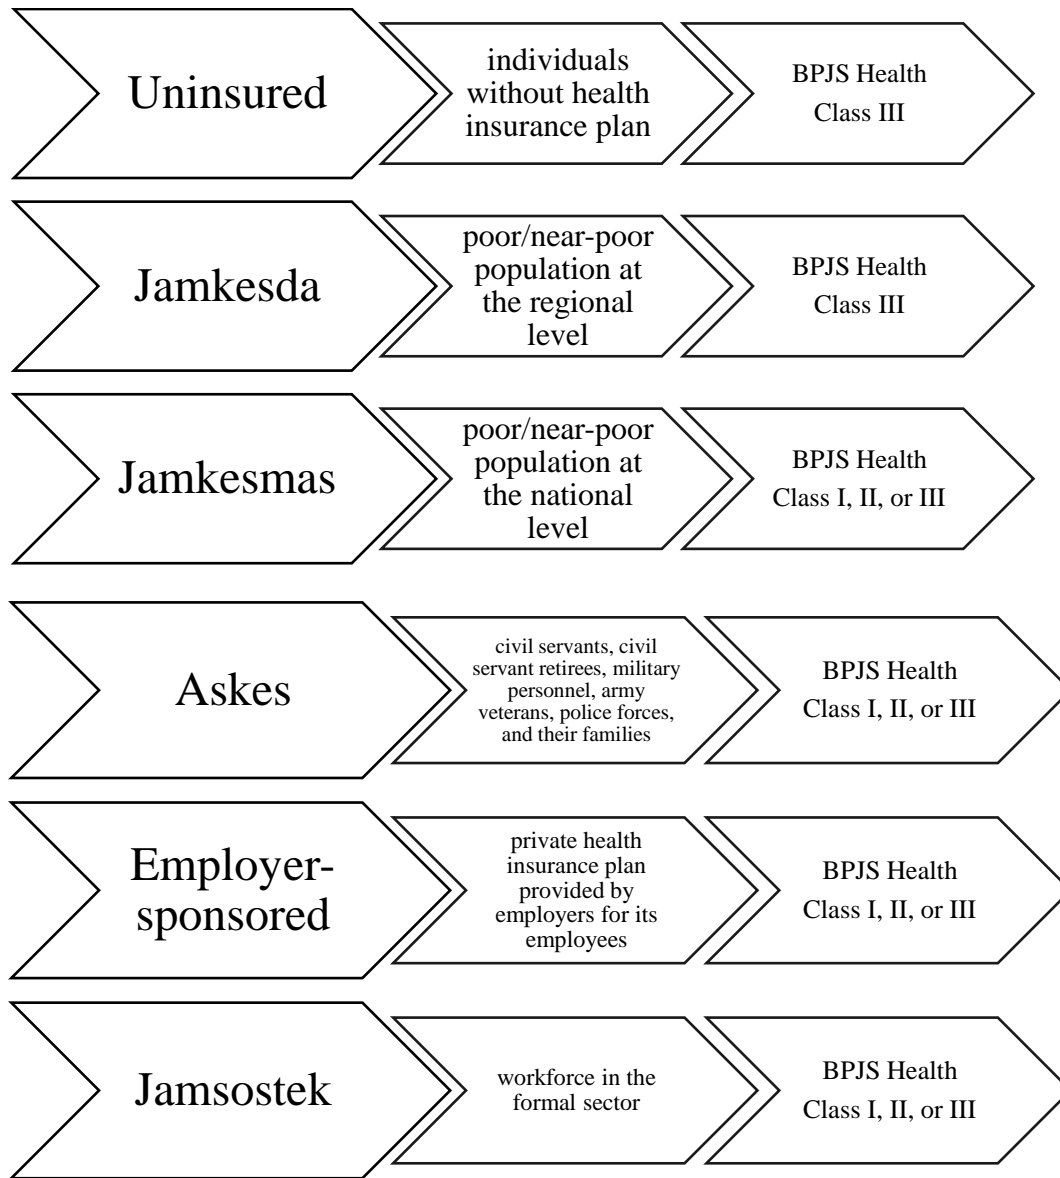 Uninsured
individuals
without health
insurance plan
BPJS Health
Class III
Jamkesda
poor/near-poor
population at
the regional
level
BPJS Health
Class III
Jamkesmas
poor/near-poor
population at
the national
level
BPJS Health
Class I, II, or III
Askes
civil servants, civil
servant retirees, military
personnel, army
veterans, police forces,
and their families
BPJS Health
Class I, II, or III
Employer-
sponsored
private health
insurance plan
provided by
employers for its
employees
BPJS Health
Class I, II, or III
Jamsostek
workforce in the
formal sector
BPJS Health
Class I, II, or III